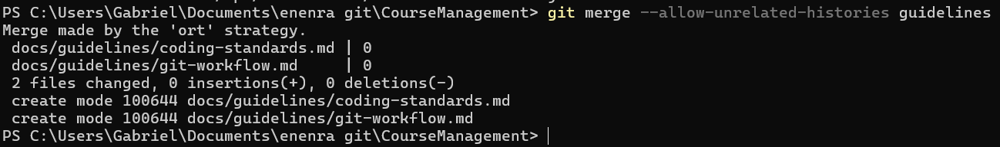 PS C:\Users\Gabriel\Documents\enenra git\CourseManagement> git merge --allow-unrelated-histories guidelines
Merge made by the 'ort' strategy.
 docs/guidelines/coding-standards.md | 0
 docs/guidelines/git-workflow.md     | 0
 2 files changed, 0 insertions(+), 0 deletions(-)
 create mode 100644 docs/guidelines/coding-standards.md
 create mode 100644 docs/guidelines/git-workflow.md
PS C:\Users\Gabriel\Documents\enenra git\CourseManagement>